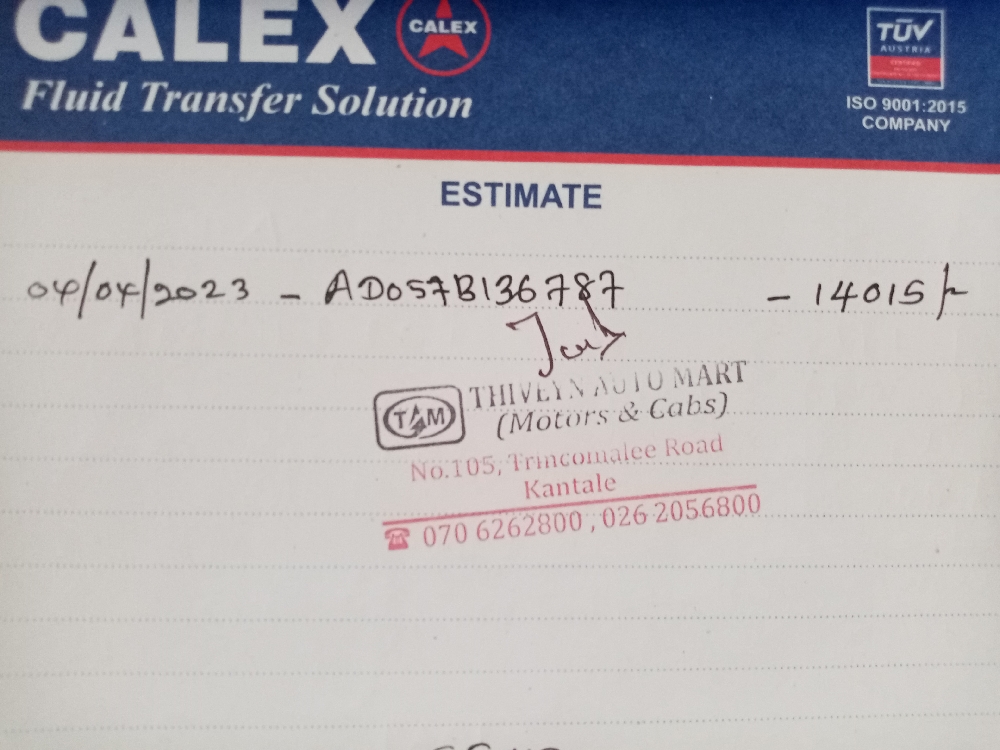 CALEX
CALEX
Fluid Transfer Solution
TÜV
AUSTRIA
ISO 9001:2015
COMPANY
ESTIMATE
04/04/2023 - AD057B136787 - 14015/-
TAM
THIVEYN AUTO MART
(Motors & Cabs)
No.105, Trincomalee Road
Kantale
☎ 070 6262800 , 026 2056800